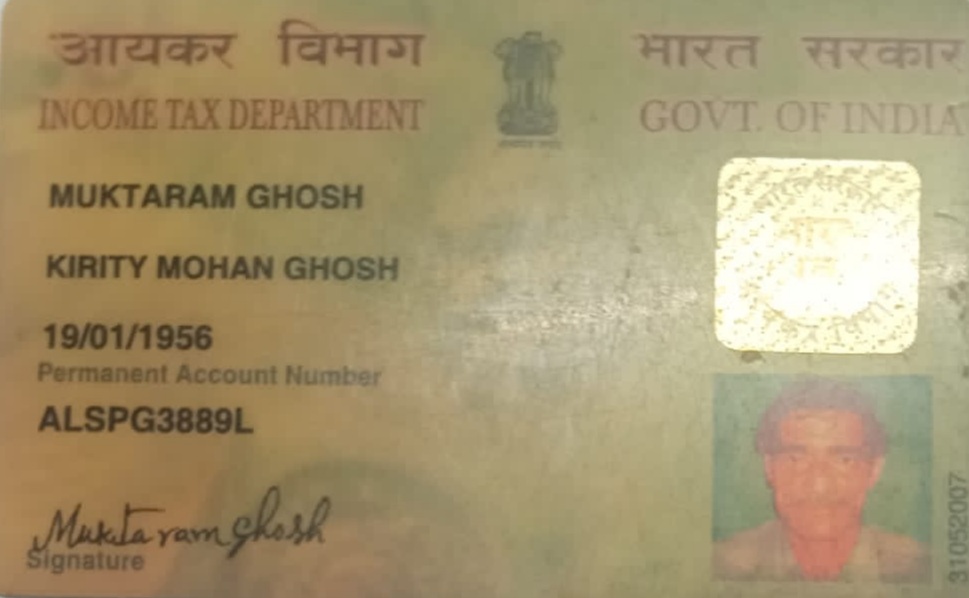 आयकर विभाग
भारत सरकार
INCOME TAX DEPARTMENT
GOVT. OF INDIA
MUKTARAM GHOSH
KIRITY MOHAN GHOSH
19/01/1956
Permanent Account Number
ALSPG3889L
Muktaram Ghosh
Signature
31052007